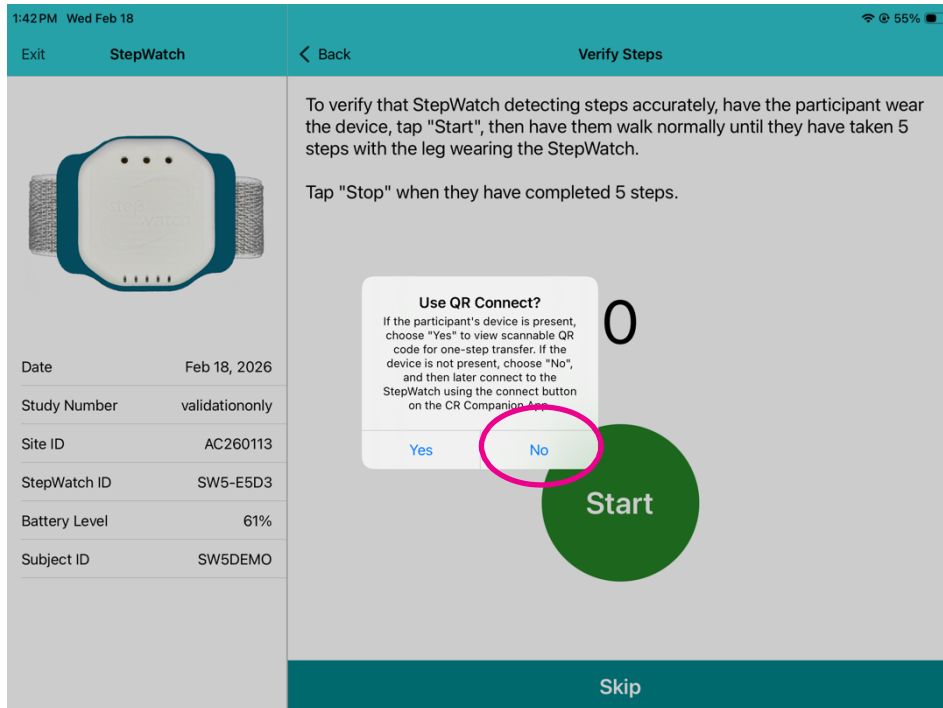 1:42 PM Wed Feb 18
55%
Exit
StepWatch
Back
Verify Steps
To verify that StepWatch detecting steps accurately, have the participant wear
the device, tap "Start", then have them walk normally until they have taken 5
steps with the leg wearing the StepWatch.
Tap "Stop" when they have completed 5 steps.
Use QR Connect?
If the participant's device is present,
choose "Yes" to view scannable QR
code for one-step transfer. If the
device is not present, choose "No",
and then later connect to the
StepWatch using the connect button
on the CR Companion App.
Yes
No
0
Start
Date Feb 18, 2026
Study Number validationonly
Site ID AC260113
StepWatch ID SW5-E5D3
Battery Level 61%
Subject ID SW5DEMO
Skip